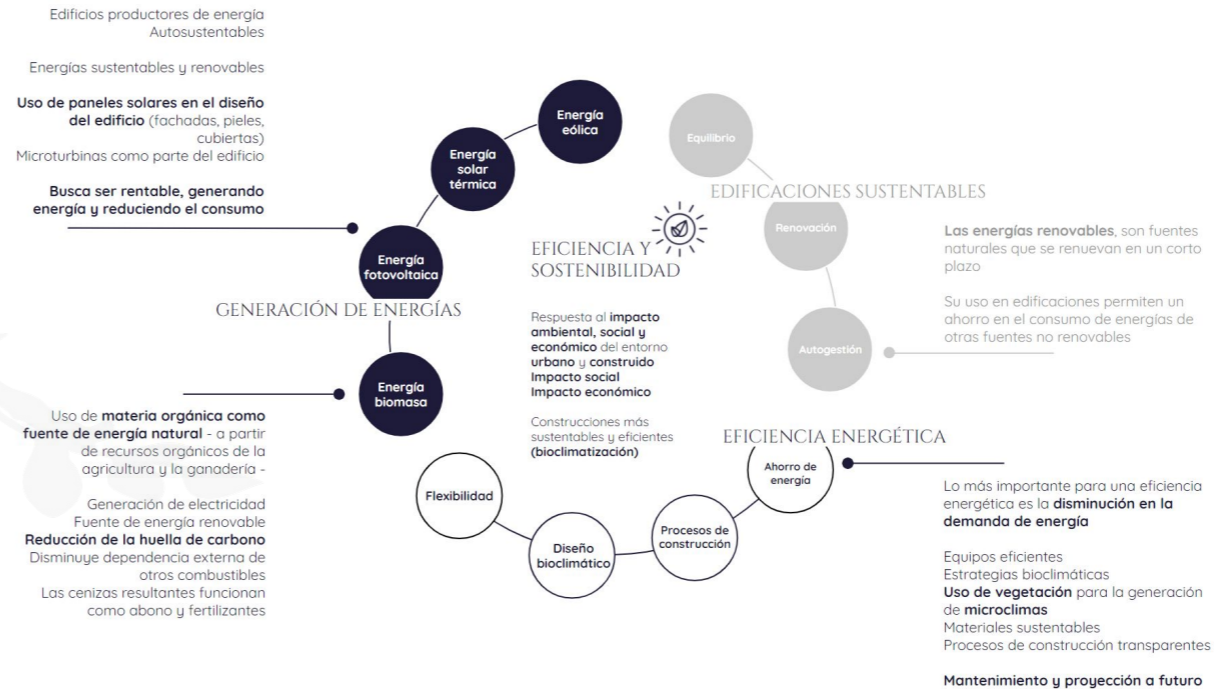 Edificios productores de energía
Autosustentables
Energías sustentables y renovables
Uso de paneles solares en el diseño
del edificio (fachadas, pieles,
cubiertas)
Microturbinas como parte del edificio
Busca ser rentable, generando
energía y reduciendo el consumo
Energía
eólica
Energía
solar
térmica
Energía
fotovoltaica
GENERACIÓN DE ENERGÍAS
Energía
biomasa
Uso de materia orgánica como
fuente de energía natural - a partir
de recursos orgánicos de la
agricultura y la ganadería -
Generación de electricidad
Fuente de energía renovable
Reducción de la huella de carbono
Disminuye dependencia externa de
otros combustibles
Las cenizas resultantes funcionan
como abono y fertilizantes
EFICIENCIA Y
SOSTENIBILIDAD
Respuesta al impacto
ambiental, social y
económico del entorno
urbano y construido
Impacto social
Impacto económico
Construcciones más
sustentables y eficientes
(bioclimatización)
Equilibrio
EDIFICACIONES SUSTENTABLES
Renovación
Autogestión
Las energías renovables, son fuentes
naturales que se renuevan en un corto
plazo
Su uso en edificaciones permiten un
ahorro en el consumo de energías de
otras fuentes no renovables
Flexibilidad
Diseño
bioclimático
Procesos de
construcción
EFICIENCIA ENERGÉTICA
Ahorro de
energía
Lo más importante para una eficiencia
energética es la disminución en la
demanda de energía
Equipos eficientes
Estrategias bioclimáticas
Uso de vegetación para la generación
de microclimas
Materiales sustentables
Procesos de construcción transparentes
Mantenimiento y proyección a futuro